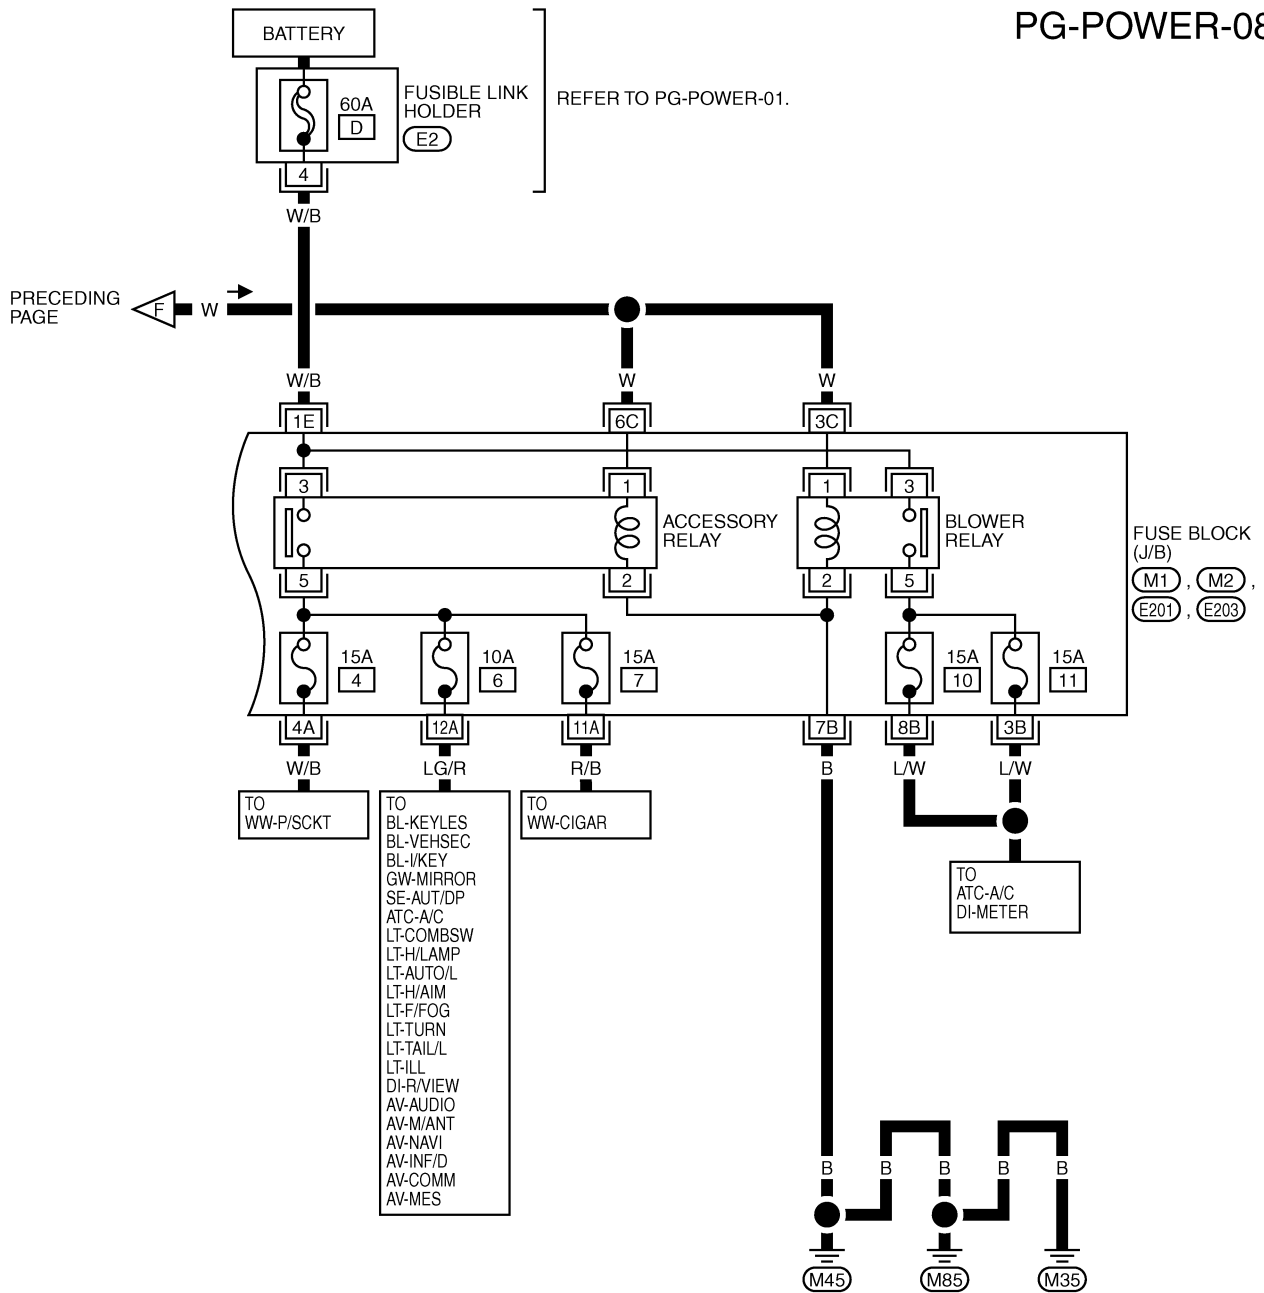 PG-POWER-08
BATTERY
60A
D
FUSIBLE LINK
HOLDER
E2
REFER TO PG-POWER-01.
4
W/B
PRECEDING
PAGE
F
W
W/B
W
W
1E
6C
3C
3
1
1
3
ACCESSORY
RELAY
BLOWER
RELAY
FUSE BLOCK
(J/B)
M1 , M2 ,
E201 , E203
5
2
2
5
15A
4
10A
6
15A
7
15A
10
15A
11
4A
12A
11A
7B
8B
3B
W/B
LG/R
R/B
B
L/W
L/W
TO
WW-P/SCKT
TO
BL-KEYLES
BL-VEHSEC
BL-I/KEY
GW-MIRROR
SE-AUT/DP
ATC-A/C
LT-COMBSW
LT-H/LAMP
LT-AUTO/L
LT-H/AIM
LT-F/FOG
LT-TURN
LT-TAIL/L
LT-ILL
DI-R/VIEW
AV-AUDIO
AV-M/ANT
AV-NAVI
AV-INF/D
AV-COMM
AV-MES
TO
WW-CIGAR
TO
ATC-A/C
DI-METER
B
B
B
B
B
M45
M85
M35